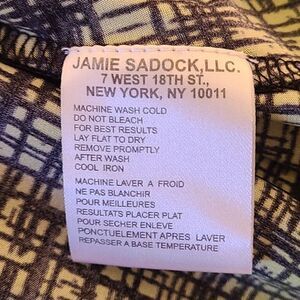 JAMIE SADOCK,LLC.
7 WEST 18TH ST.,
NEW YORK, NY 10011
MACHINE WASH COLD
DO NOT BLEACH
FOR BEST RESULTS
LAY FLAT TO DRY
REMOVE PROMPTLY
AFTER WASH
COOL IRON
MACHINE LAVER A FROID
NE PAS BLANCHIR
POUR MEILLEURES
RESULTATS PLACER PLAT
POUR SECHER ENLEVE
PONCTUELEMENT APRES LAVER
REPASSER A BASE TEMPERATURE